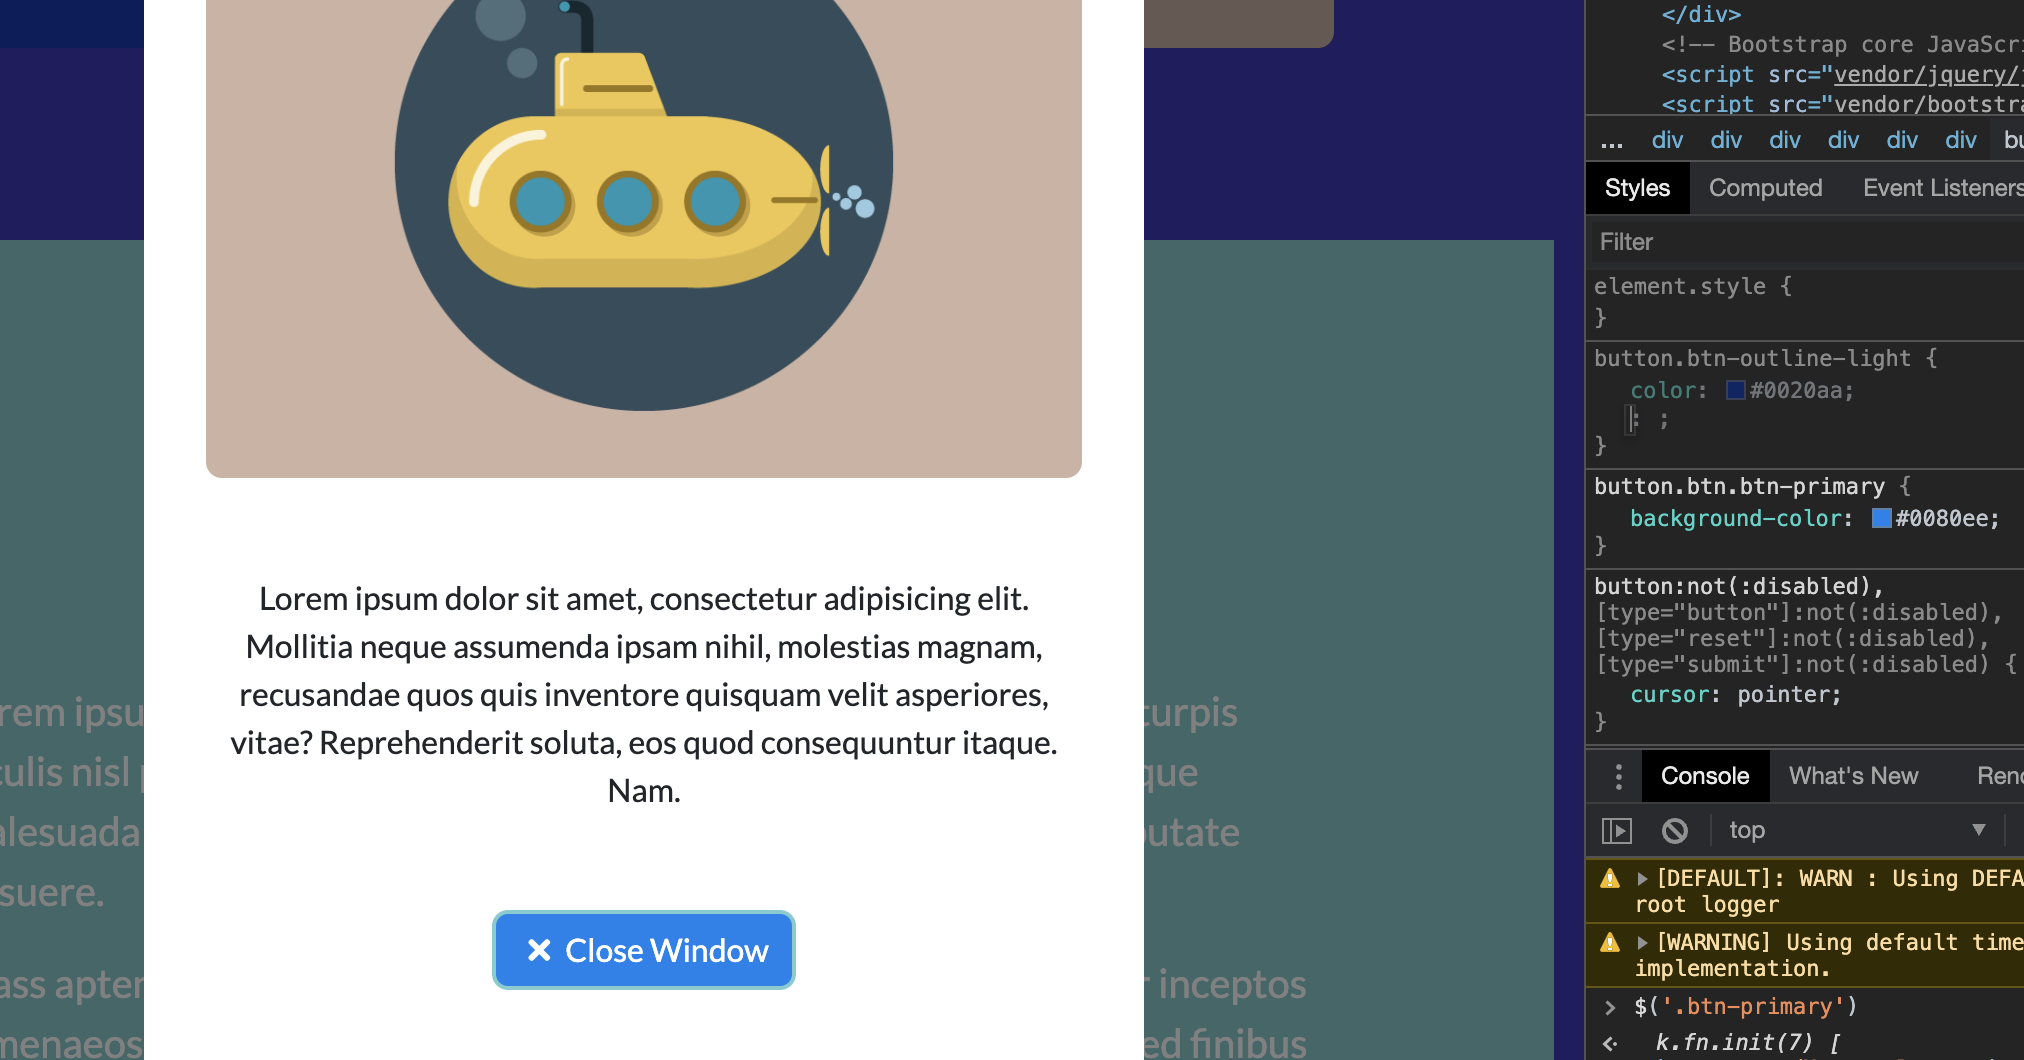 Lorem ipsum dolor sit amet, consectetur adipisicing elit.
Mollitia neque assumenda ipsam nihil, molestias magnam,
recusandae quos quis inventore quisquam velit asperiores,
vitae? Reprehenderit soluta, eos quod consequuntur itaque.
Nam.
Close Window
rem ipsu
culis nisl p
alesuada
suere.
ass apten
menaeos
turpis
que
utate
r inceptos
ed finibus
</div>
<!-- Bootstrap core JavaScri
<script src="vendor/jquery/j
<script src="vendor/bootstra
... div div div div div div bu
Styles Computed Event Listeners
Filter
element.style {
}
button.btn-outline-light {
color: #0020aa;
: ;
}
button.btn.btn-primary {
background-color: #0080ee;
}
button:not(:disabled),
[type="button"]:not(:disabled),
[type="reset"]:not(:disabled),
[type="submit"]:not(:disabled) {
cursor: pointer;
}
Console What's New Rend
top
[DEFAULT]: WARN : Using DEFA
root logger
[WARNING] Using default time
implementation.
> $('.btn-primary')
k.fn.init(7) [